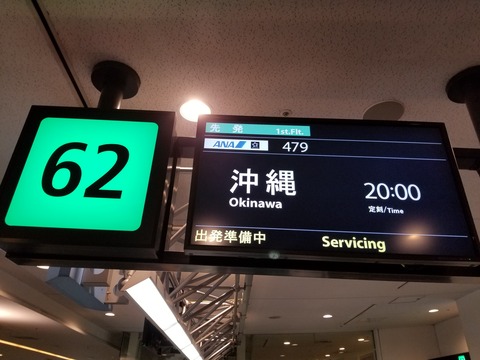 62
先発 1st.Flt.
ANA 479
沖縄 20:00
Okinawa 定刻/Time
出発準備中 Servicing